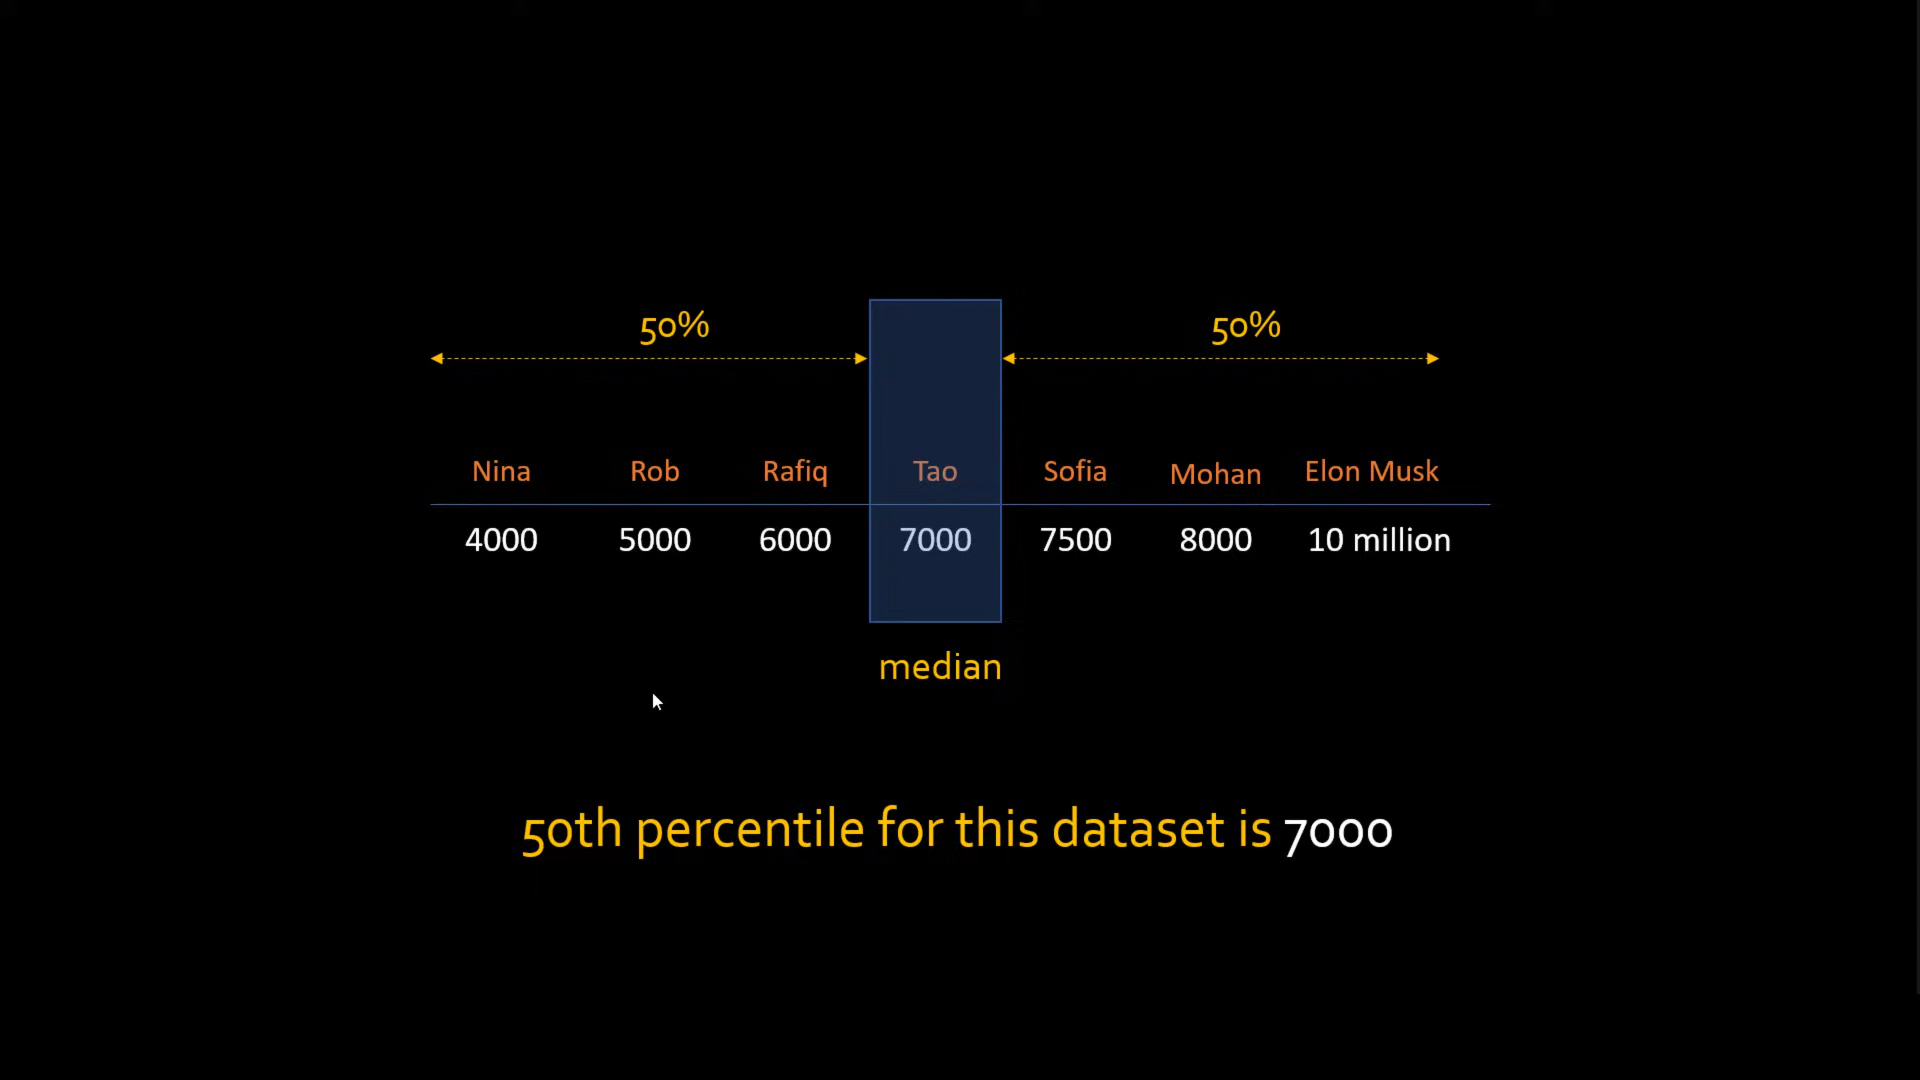 50% 50%
Nina Rob Rafiq Tao Sofia Mohan Elon Musk
4000 5000 6000 7000 7500 8000 10 million
median
50th percentile for this dataset is 7000